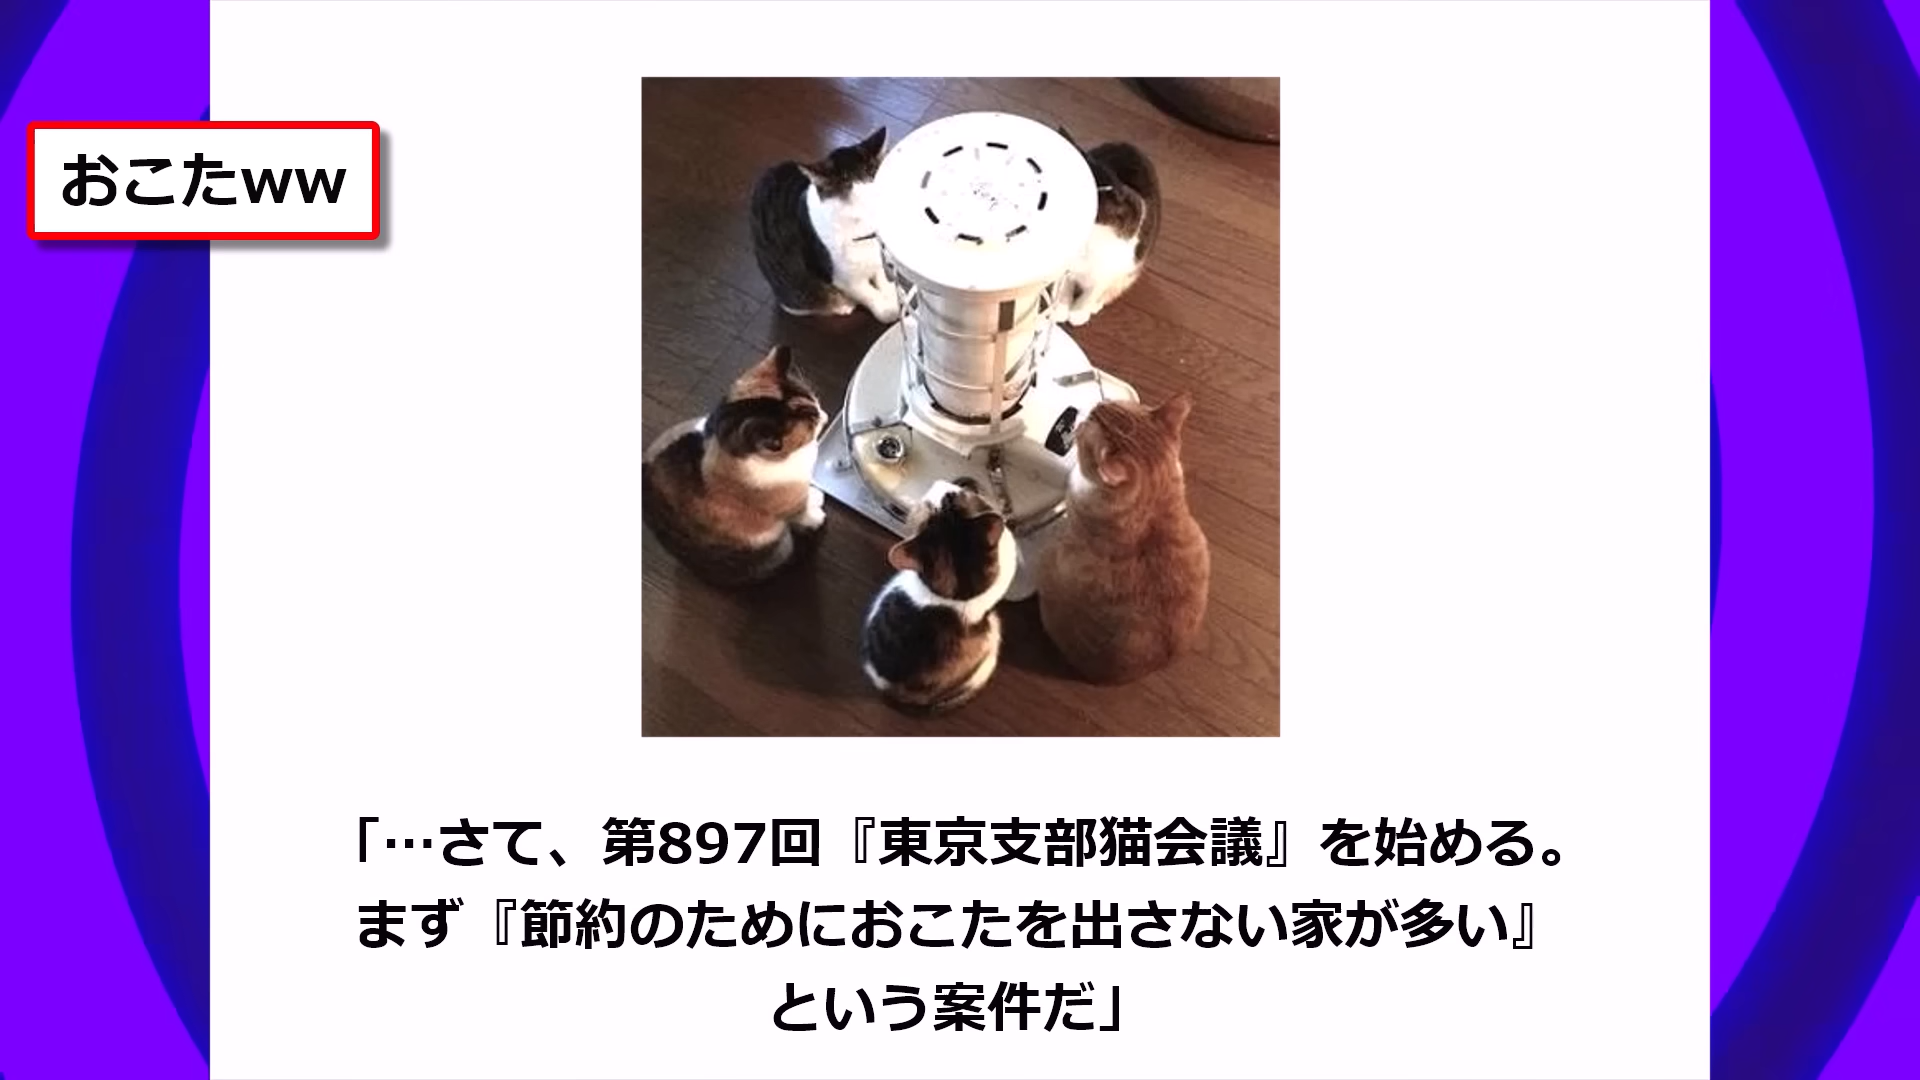 おこたww
「…さて、第897回『東京支部猫会議』を始める。
まず『節約のためにおこたを出さない家が多い』
という案件だ」